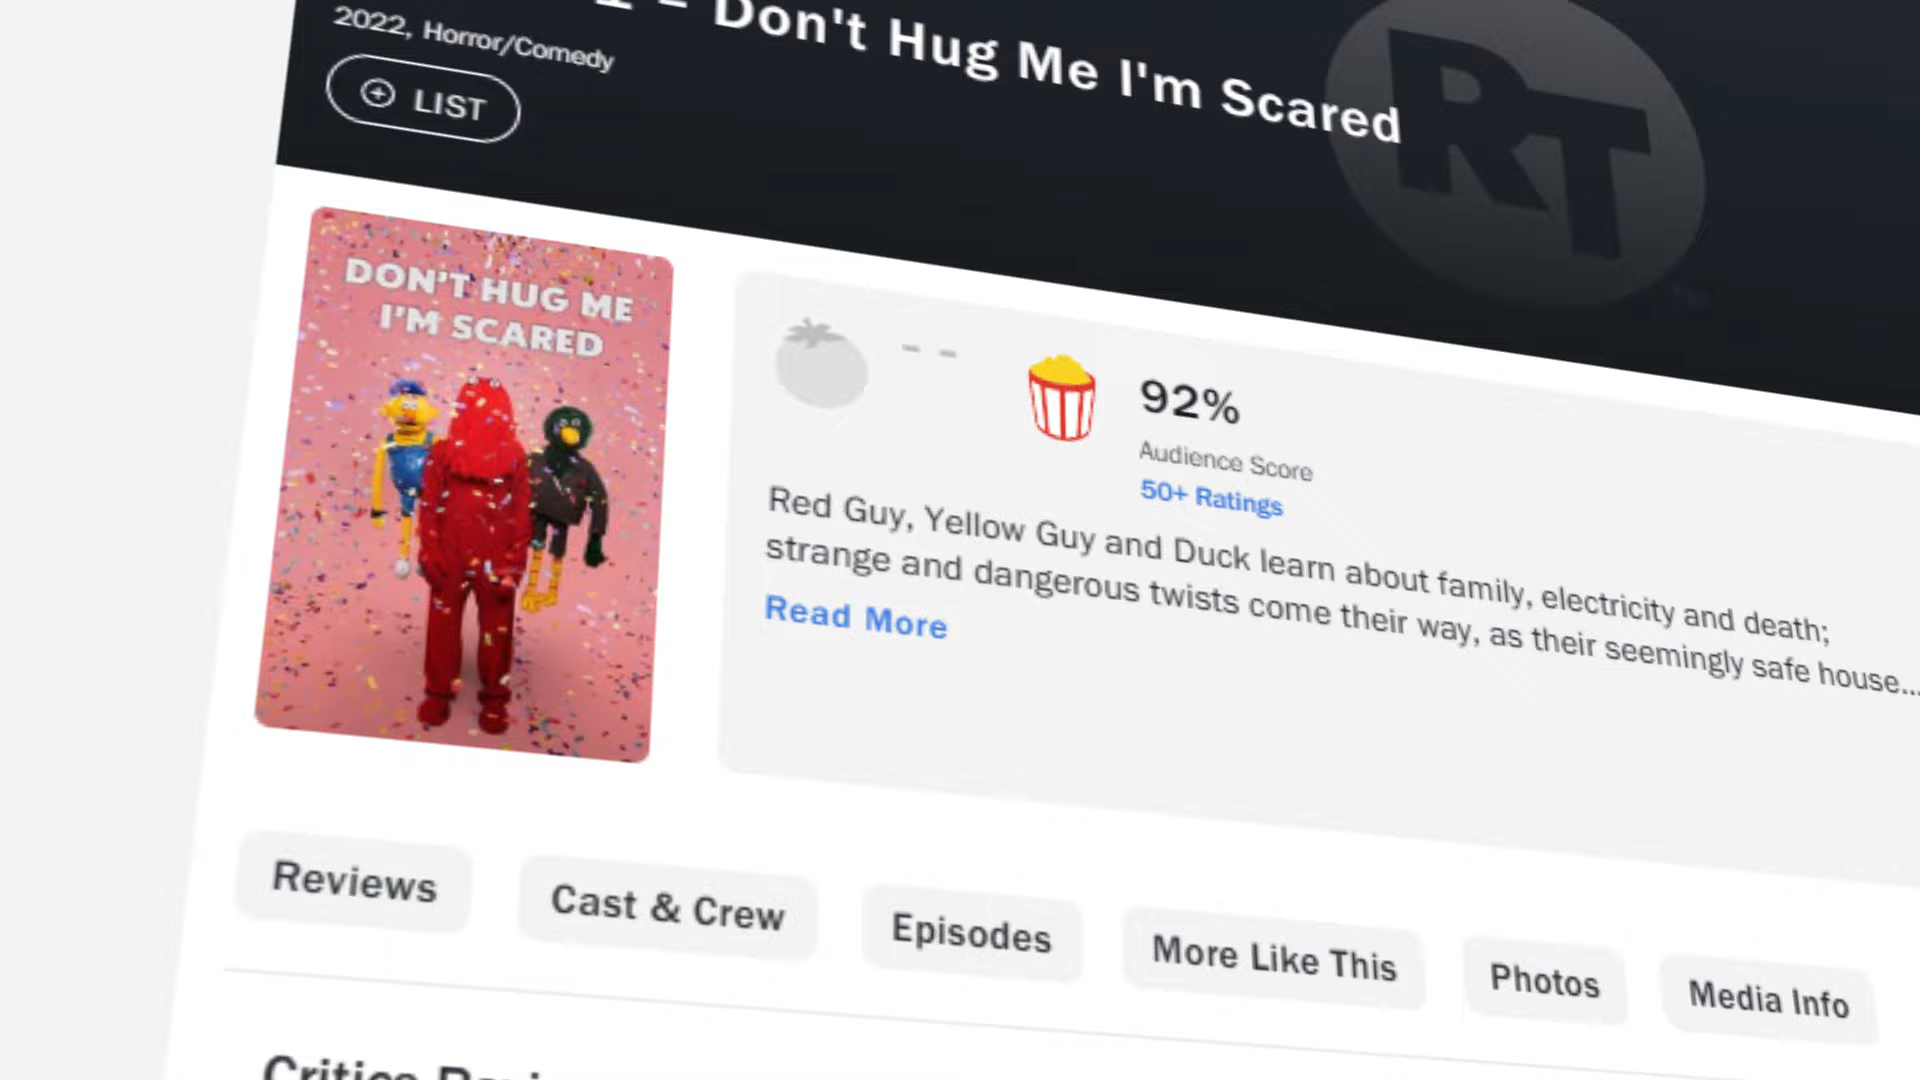 - Don't Hug Me I'm Scared
2022, Horror/Comedy
LIST
RT
DON'T HUG ME
I'M SCARED
- -
92%
Audience Score
50+ Ratings
Red Guy, Yellow Guy and Duck learn about family, electricity and death;
strange and dangerous twists come their way, as their seemingly safe house...
Read More
Reviews
Cast & Crew
Episodes
More Like This
Photos
Media Info
Critics